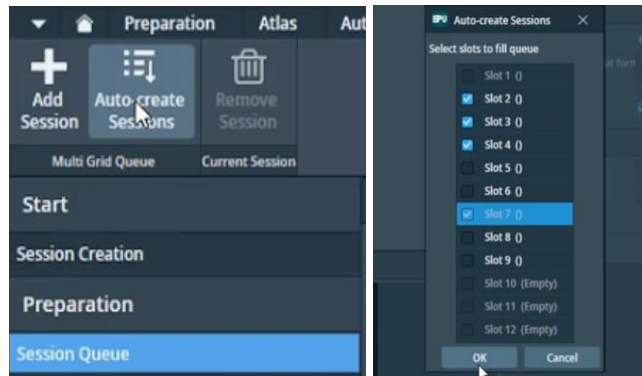 Preparation Atlas Aut
Add Session
Auto-create Sessions
Remove Session
Multi Grid Queue
Current Session
Start
Session Creation
Preparation
Session Queue
EPU Auto-create Sessions
Select slots to fill queue
Slot 1 ()
Slot 2 ()
Slot 3 ()
Slot 4 ()
Slot 5 ()
Slot 6 ()
Slot 7 ()
Slot 8 ()
Slot 9 ()
Slot 10 (Empty)
Slot 11 (Empty)
Slot 12 (Empty)
OK Cancel